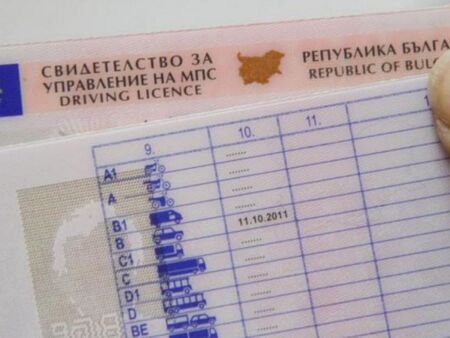 СВИДЕТЕЛСТВО ЗА
УПРАВЛЕНИЕ НА МПС
DRIVING LICENCE
РЕПУБЛИКА БЪЛГА
REPUBLIC OF BUL
9. 10. 11.
A1
A
B1
B 11.10.2011
C1
C
D1
D
BE